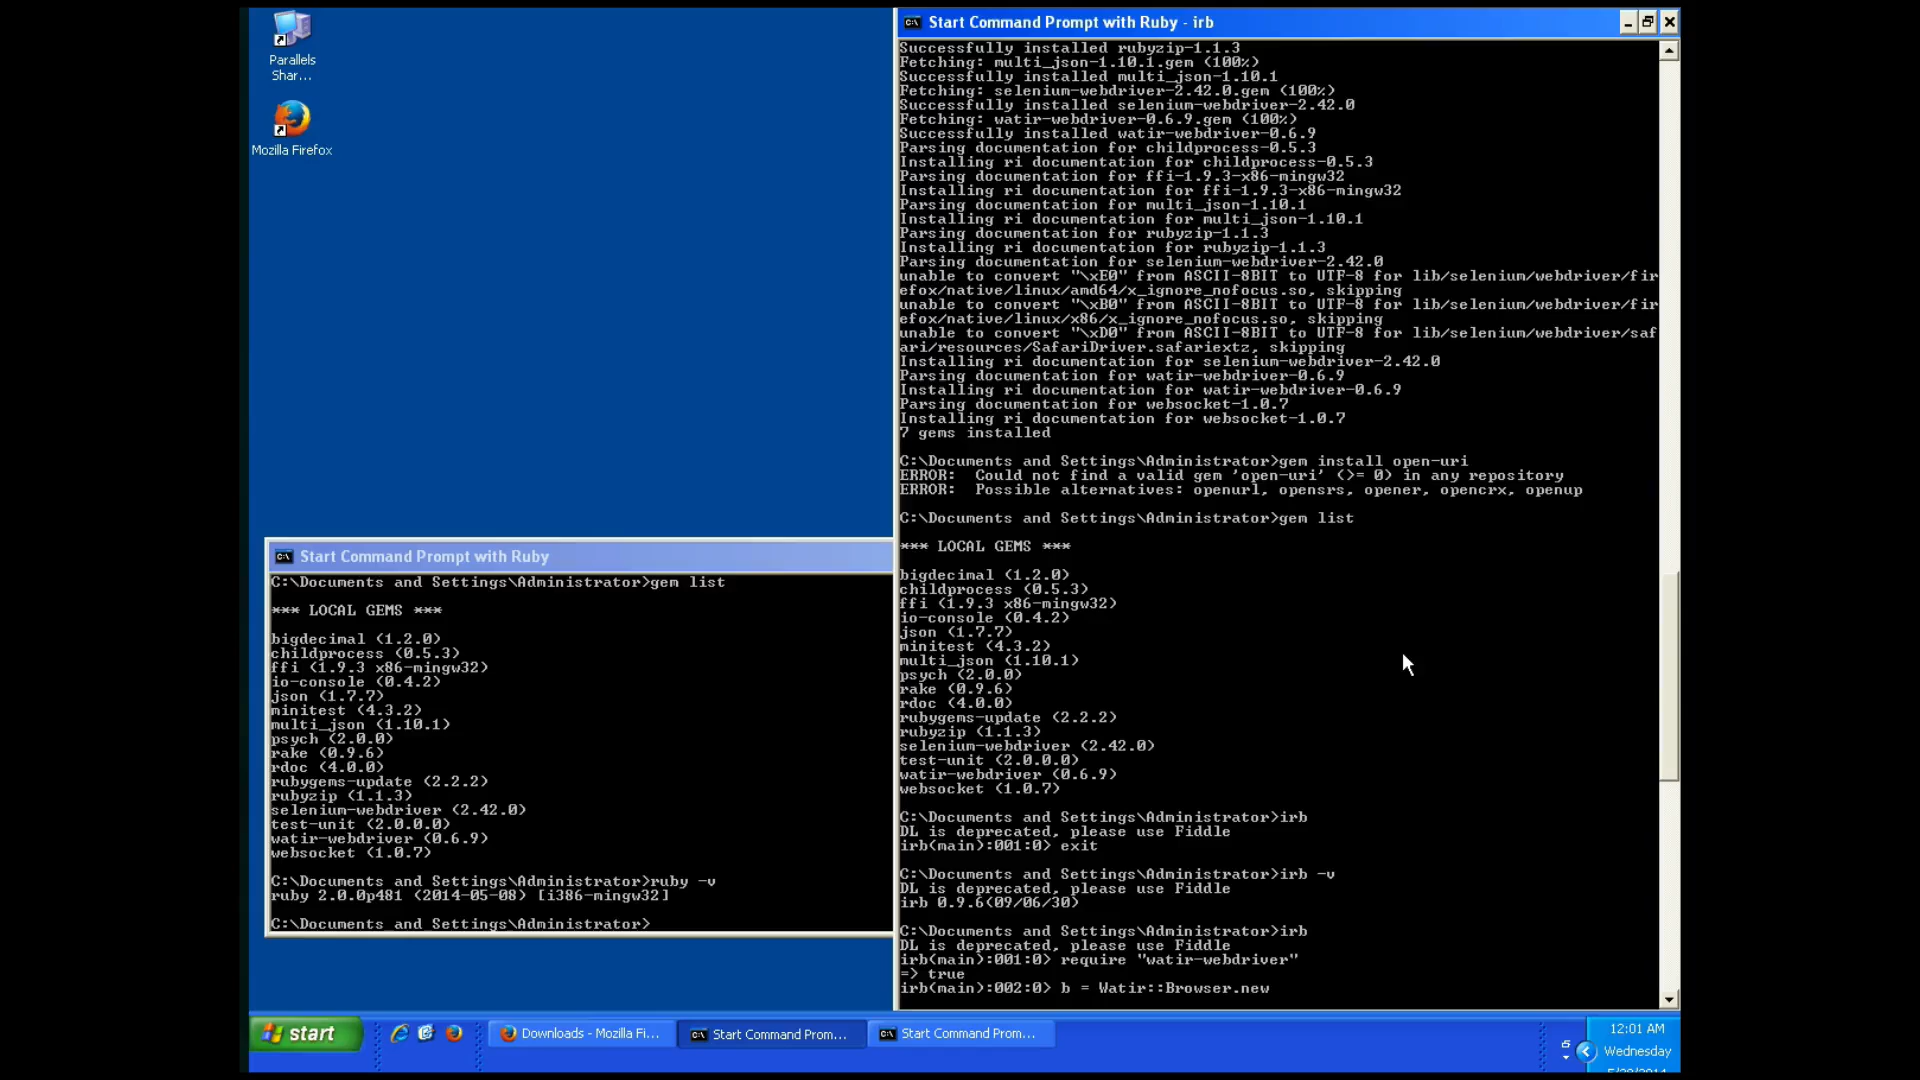 Parallels
Shar...
Mozilla Firefox
Start Command Prompt with Ruby - irb
Successfully installed rubyzip-1.1.3
Fetching: multi_json-1.10.1.gem (100%)
Successfully installed multi_json-1.10.1
Fetching: selenium-webdriver-2.42.0.gem (100%)
Successfully installed selenium-webdriver-2.42.0
Fetching: watir-webdriver-0.6.9.gem (100%)
Successfully installed watir-webdriver-0.6.9
Parsing documentation for childprocess-0.5.3
Installing ri documentation for childprocess-0.5.3
Parsing documentation for ffi-1.9.3-x86-mingw32
Installing ri documentation for ffi-1.9.3-x86-mingw32
Parsing documentation for multi_json-1.10.1
Installing ri documentation for multi_json-1.10.1
Parsing documentation for rubyzip-1.1.3
Installing ri documentation for rubyzip-1.1.3
Parsing documentation for selenium-webdriver-2.42.0
unable to convert "\xE0" from ASCII-8BIT to UTF-8 for lib/selenium/webdriver/fir
efox/native/linux/amd64/x_ignore_nofocus.so, skipping
unable to convert "\xB0" from ASCII-8BIT to UTF-8 for lib/selenium/webdriver/fir
efox/native/linux/x86/x_ignore_nofocus.so, skipping
unable to convert "\xD0" from ASCII-8BIT to UTF-8 for lib/selenium/webdriver/saf
ari/resources/SafariDriver.safariextz, skipping
Installing ri documentation for selenium-webdriver-2.42.0
Parsing documentation for watir-webdriver-0.6.9
Installing ri documentation for watir-webdriver-0.6.9
Parsing documentation for websocket-1.0.7
Installing ri documentation for websocket-1.0.7
7 gems installed
C:\Documents and Settings\Administrator>gem install open-uri
ERROR:  Could not find a valid gem 'open-uri' (>= 0) in any repository
ERROR:  Possible alternatives: openurl, opensrs, opener, opencrx, openup
C:\Documents and Settings\Administrator>gem list
*** LOCAL GEMS ***
bigdecimal (1.2.0)
childprocess (0.5.3)
ffi (1.9.3 x86-mingw32)
io-console (0.4.2)
json (1.7.7)
minitest (4.3.2)
multi_json (1.10.1)
psych (2.0.0)
rake (0.9.6)
rdoc (4.0.0)
rubygems-update (2.2.2)
rubyzip (1.1.3)
selenium-webdriver (2.42.0)
test-unit (2.0.0.0)
watir-webdriver (0.6.9)
websocket (1.0.7)
C:\Documents and Settings\Administrator>irb
DL is deprecated, please use Fiddle
irb(main):001:0> exit
C:\Documents and Settings\Administrator>irb -v
DL is deprecated, please use Fiddle
irb 0.9.6(09/06/30)
C:\Documents and Settings\Administrator>irb
DL is deprecated, please use Fiddle
irb(main):001:0> require "watir-webdriver"
=> true
irb(main):002:0> b = Watir::Browser.new
Start Command Prompt with Ruby
C:\Documents and Settings\Administrator>gem list
*** LOCAL GEMS ***
bigdecimal (1.2.0)
childprocess (0.5.3)
ffi (1.9.3 x86-mingw32)
io-console (0.4.2)
json (1.7.7)
minitest (4.3.2)
multi_json (1.10.1)
psych (2.0.0)
rake (0.9.6)
rdoc (4.0.0)
rubygems-update (2.2.2)
rubyzip (1.1.3)
selenium-webdriver (2.42.0)
test-unit (2.0.0.0)
watir-webdriver (0.6.9)
websocket (1.0.7)
C:\Documents and Settings\Administrator>ruby -v
ruby 2.0.0p481 (2014-05-08) [i386-mingw32]
C:\Documents and Settings\Administrator>
start
Downloads - Mozilla Fi...
Start Command Prom...
Start Command Prom...
12:01 AM
Wednesday